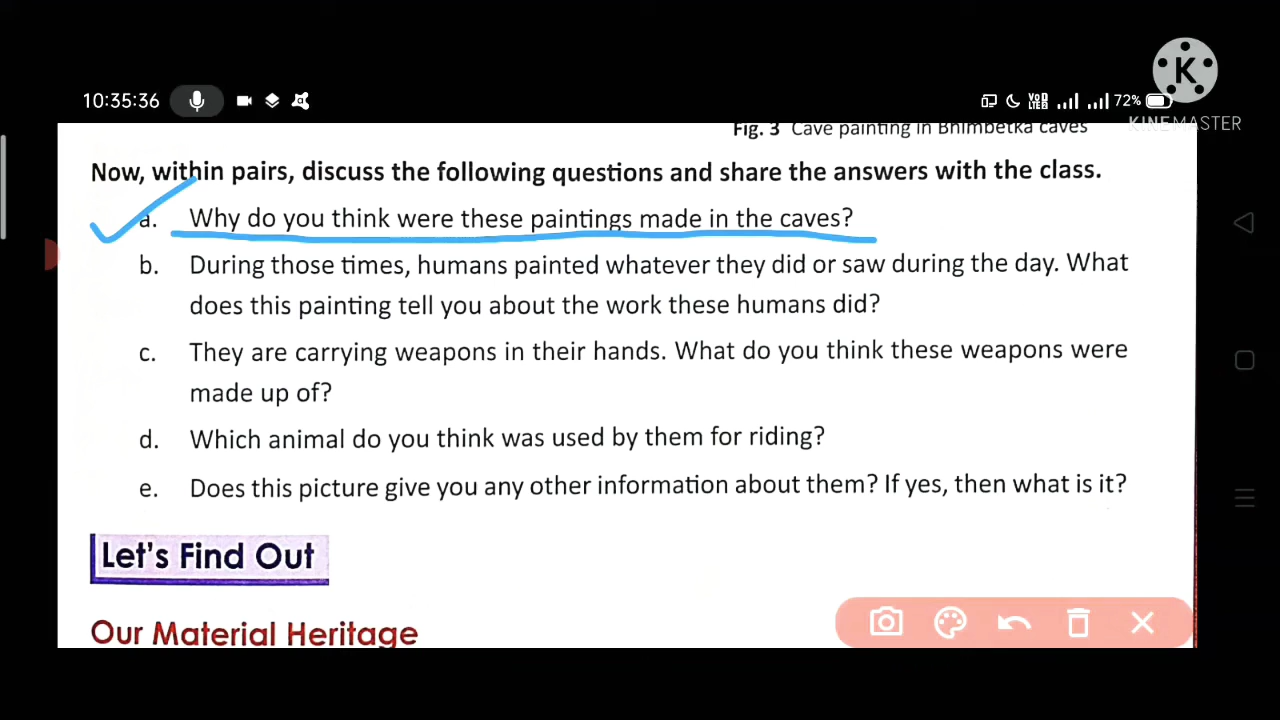 10:35:36
VoD
LTE
72%
K
KINEMASTER
Fig. 3 Cave painting in Bhimbetka caves
Now, within pairs, discuss the following questions and share the answers with the class.
a. Why do you think were these paintings made in the caves?
b. During those times, humans painted whatever they did or saw during the day. What
does this painting tell you about the work these humans did?
c. They are carrying weapons in their hands. What do you think these weapons were
made up of?
d. Which animal do you think was used by them for riding?
e. Does this picture give you any other information about them? If yes, then what is it?
Let's Find Out
Our Material Heritage